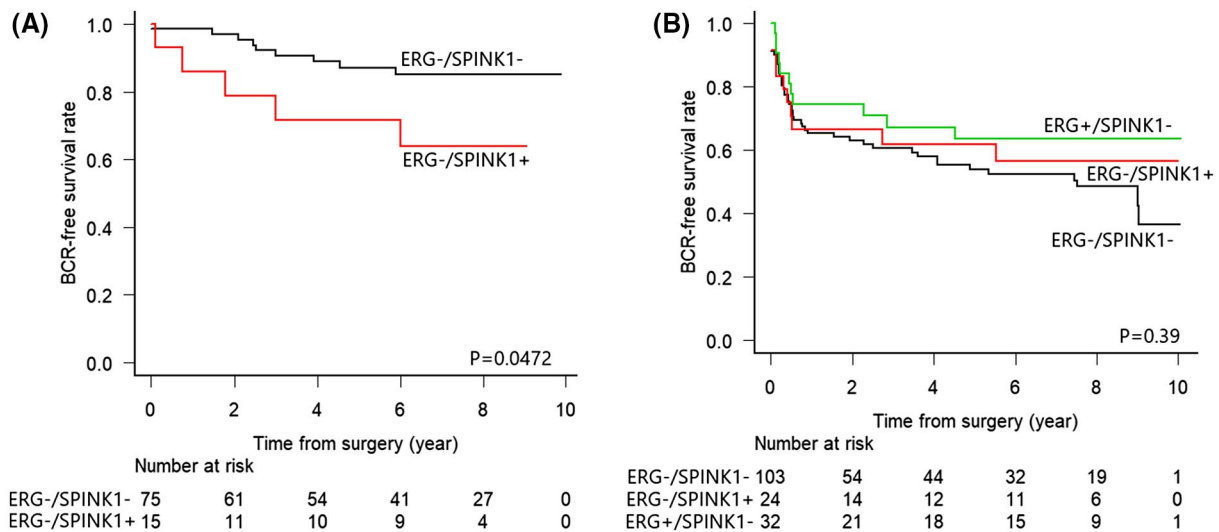 (A)
BCR-free survival rate
1.0
0.8
0.6
0.4
0.2
0.0
ERG-/SPINK1-
ERG-/SPINK1+
P=0.0472
0 2 4 6 8 10
Time from surgery (year)
Number at risk
ERG-/SPINK1- 75 61 54 41 27 0
ERG-/SPINK1+ 15 11 10 9 4 0
(B)
BCR-free survival rate
1.0
0.8
0.6
0.4
0.2
0.0
ERG+/SPINK1-
ERG-/SPINK1+
ERG-/SPINK1-
P=0.39
0 2 4 6 8 10
Time from surgery (year)
Number at risk
ERG-/SPINK1- 103 54 44 32 19 1
ERG-/SPINK1+ 24 14 12 11 6 0
ERG+/SPINK1- 32 21 18 15 9 1